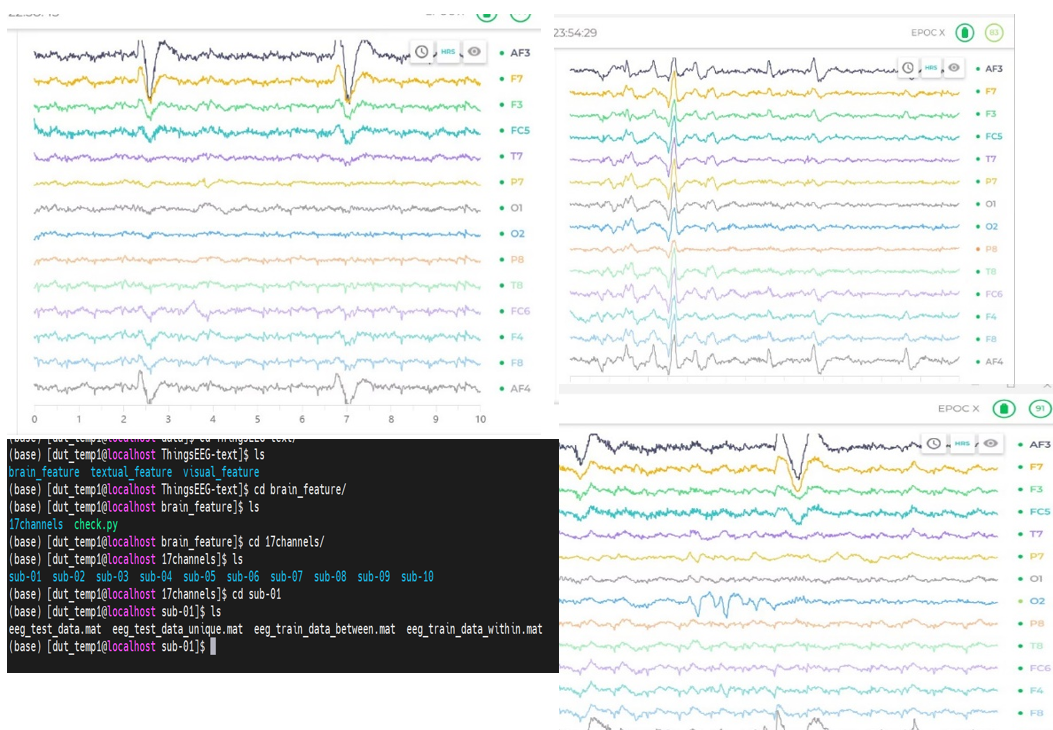 AF3
F7
F3
FC5
T7
P7
O1
O2
P8
T8
FC6
F4
F8
AF4
HRS
0 1 2 3 4 5 6 7 8 9 10
23:54:29 EPOC X 83
HRS
AF3
F7
F3
FC5
T7
P7
O1
O2
P8
T8
FC6
F4
F8
AF4
(base) [dut_temp1@localhost ThingsEEG-text]$ ls
brain_feature textual_feature visual_feature
(base) [dut_temp1@localhost ThingsEEG-text]$ cd brain_feature/
(base) [dut_temp1@localhost brain_feature]$ ls
17channels check.py
(base) [dut_temp1@localhost brain_feature]$ cd 17channels/
(base) [dut_temp1@localhost 17channels]$ ls
sub-01 sub-02 sub-03 sub-04 sub-05 sub-06 sub-07 sub-08 sub-09 sub-10
(base) [dut_temp1@localhost 17channels]$ cd sub-01
(base) [dut_temp1@localhost sub-01]$ ls
eeg_test_data.mat eeg_test_data_unique.mat eeg_train_data_between.mat eeg_train_data_within.mat
(base) [dut_temp1@localhost sub-01]$
EPOC X 91
HRS
AF3
F7
F3
FC5
T7
P7
O1
O2
P8
T8
FC6
F4
F8